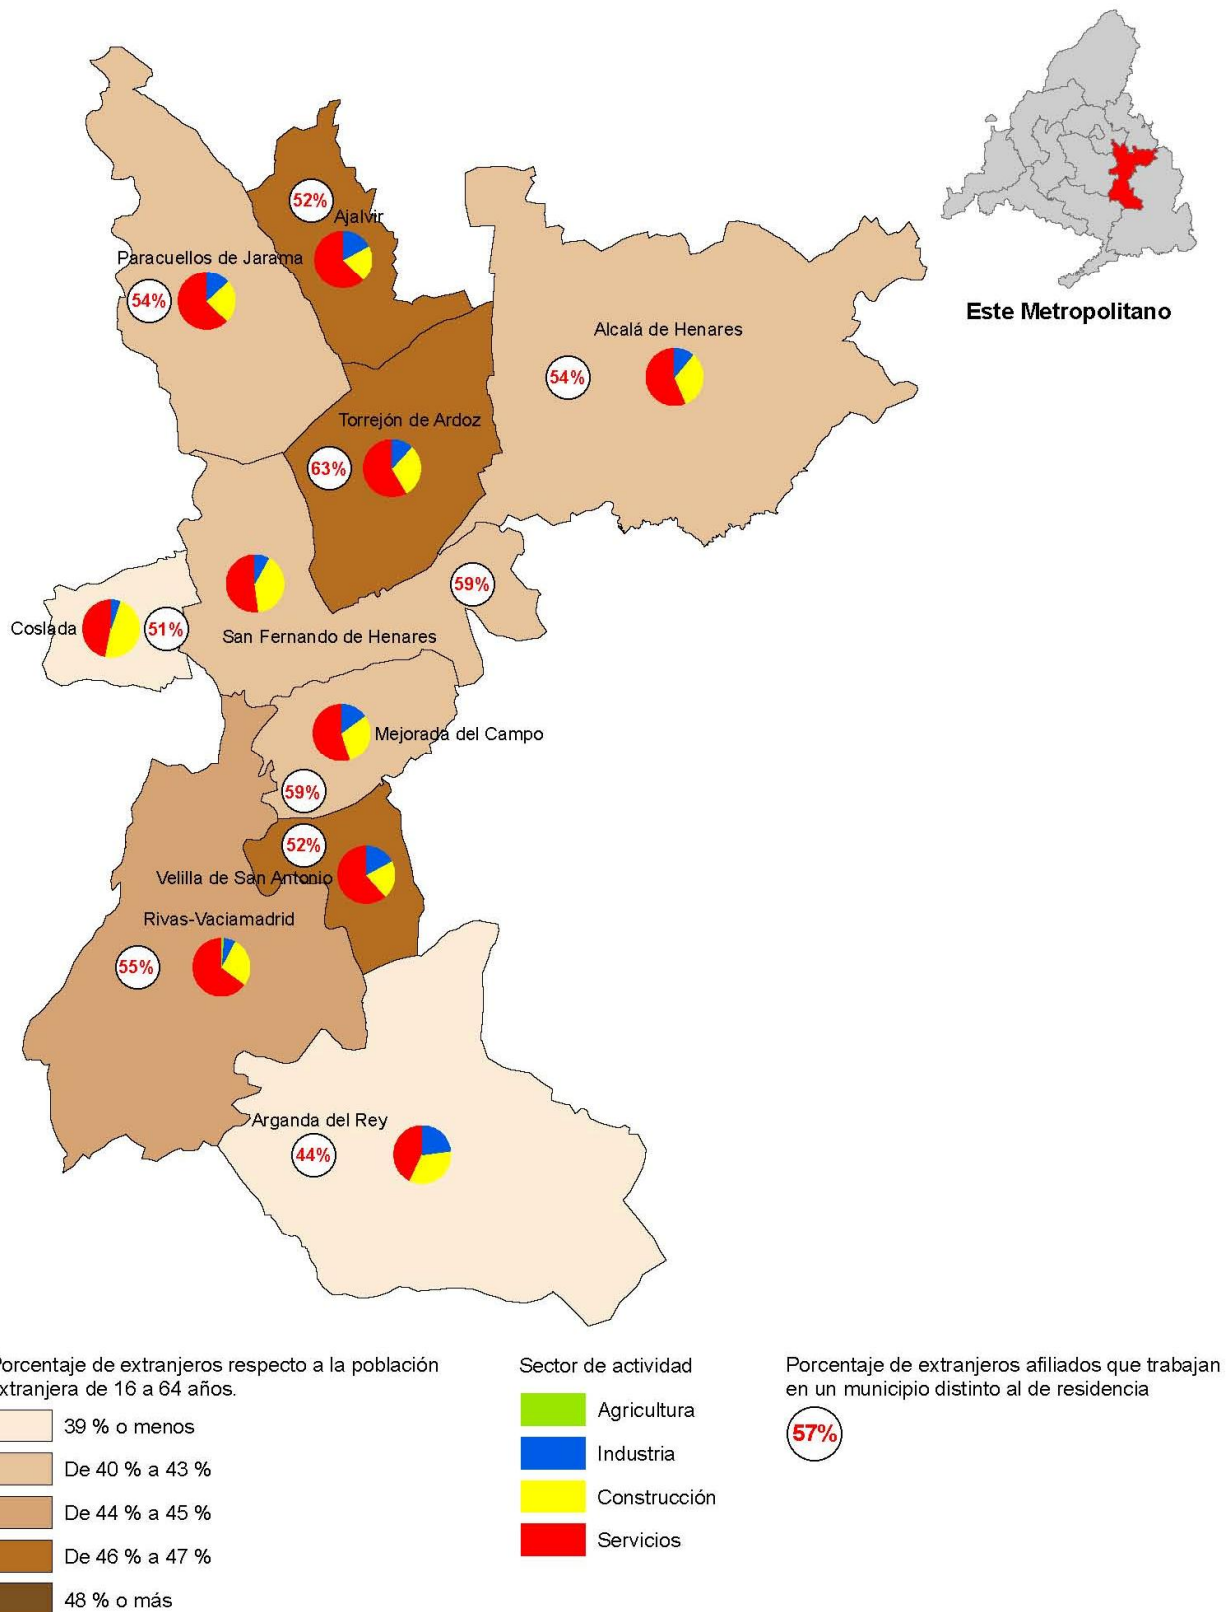 52%
Ajalvir
Paracuellos de Jarama
54%
Este Metropolitano
Alcalá de Henares
54%
Torrejón de Ardoz
63%
59%
Coslada
51%
San Fernando de Henares
Mejorada del Campo
59%
52%
Velilla de San Antonio
Rivas-Vaciamadrid
55%
Arganda del Rey
44%
Porcentaje de extranjeros respecto a la población
extranjera de 16 a 64 años.
39 % o menos
De 40 % a 43 %
De 44 % a 45 %
De 46 % a 47 %
48 % o más
Sector de actividad
Agricultura
Industria
Construcción
Servicios
Porcentaje de extranjeros afiliados que trabajan
en un municipio distinto al de residencia
57%